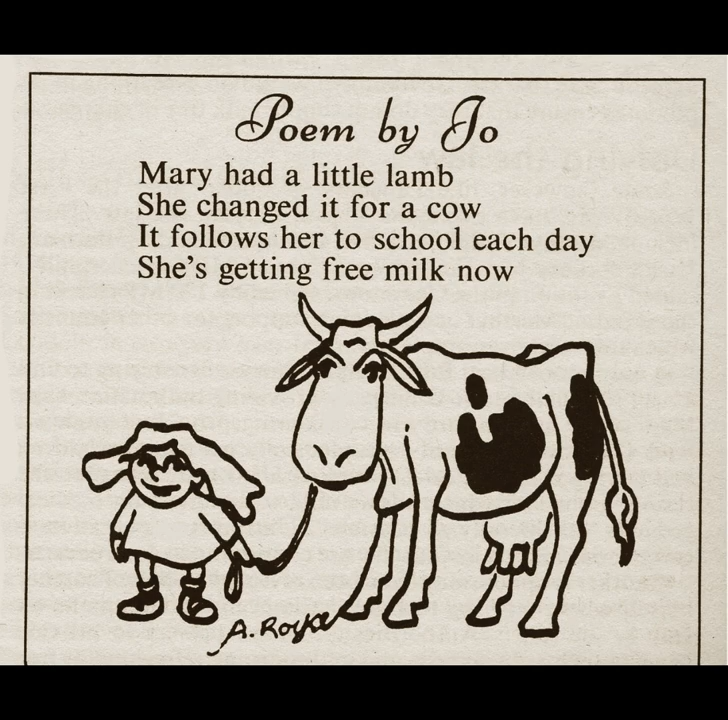 Poem by Jo
Mary had a little lamb
She changed it for a cow
It follows her to school each day
She's getting free milk now